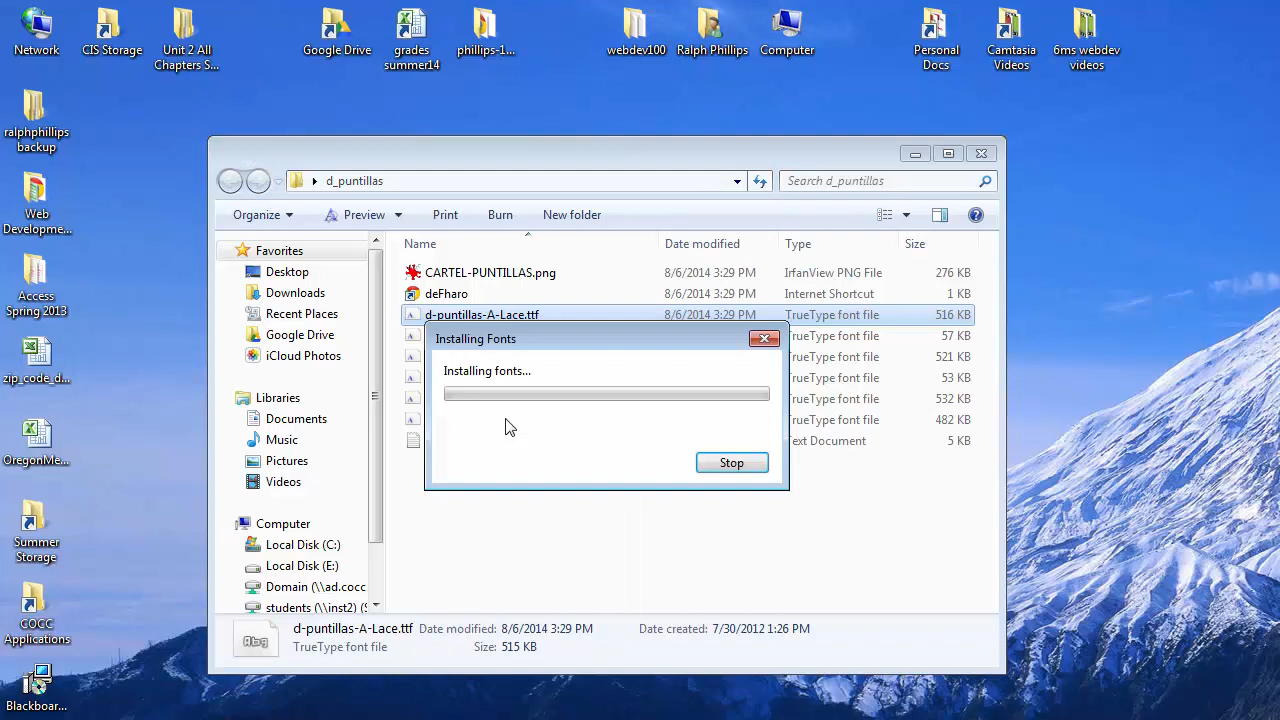 Network
CIS Storage
Unit 2 All
Chapters S...
Google Drive
grades
summer14
phillips-1...
webdev100
Ralph Phillips
Computer
Personal
Docs
Camtasia
Videos
6ms webdev
videos
ralphphillips
backup
Web
Developme...
Access
Spring 2013
zip_code_d...
OregonMe...
Summer
Storage
COCC
Applications
Blackboar...
d_puntillas
Search d_puntillas
Organize
Preview
Print
Burn
New folder
Favorites
Desktop
Downloads
Recent Places
Google Drive
iCloud Photos
Libraries
Documents
Music
Pictures
Videos
Computer
Local Disk (C:)
Local Disk (E:)
Domain (\\ad.cocc
students (\\inst2) (S
Name Date modified Type Size
CARTEL-PUNTILLAS.png 8/6/2014 3:29 PM IrfanView PNG File 276 KB
deFharo 8/6/2014 3:29 PM Internet Shortcut 1 KB
d-puntillas-A-Lace.ttf 8/6/2014 3:29 PM TrueType font file 516 KB
TrueType font file 57 KB
TrueType font file 521 KB
TrueType font file 53 KB
TrueType font file 532 KB
TrueType font file 482 KB
Text Document 5 KB
Installing Fonts
Installing fonts...
Stop
Abg
d-puntillas-A-Lace.ttf Date modified: 8/6/2014 3:29 PM Date created: 7/30/2012 1:26 PM
TrueType font file Size: 515 KB